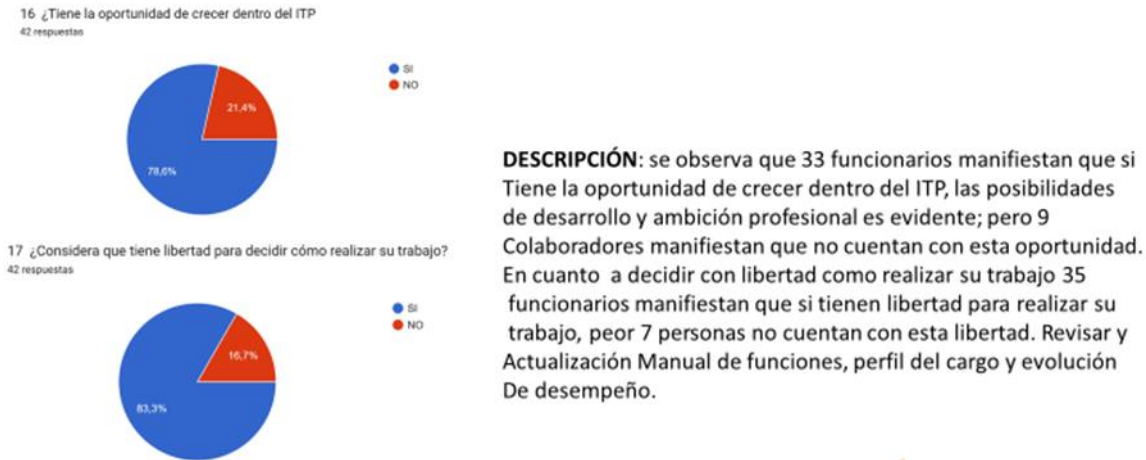 16 ¿Tiene la oportunidad de crecer dentro del ITP
42 respuestas
SI
NO
21,4%
78,6%
17 ¿Considera que tiene libertad para decidir cómo realizar su trabajo?
42 respuestas
SI
NO
16,7%
83,3%
DESCRIPCIÓN: se observa que 33 funcionarios manifiestan que si
Tiene la oportunidad de crecer dentro del ITP, las posibilidades
de desarrollo y ambición profesional es evidente; pero 9
Colaboradores manifiestan que no cuentan con esta oportunidad.
En cuanto a decidir con libertad como realizar su trabajo 35
funcionarios manifiestan que si tienen libertad para realizar su
trabajo, peor 7 personas no cuentan con esta libertad. Revisar y
Actualización Manual de funciones, perfil del cargo y evolución
De desempeño.